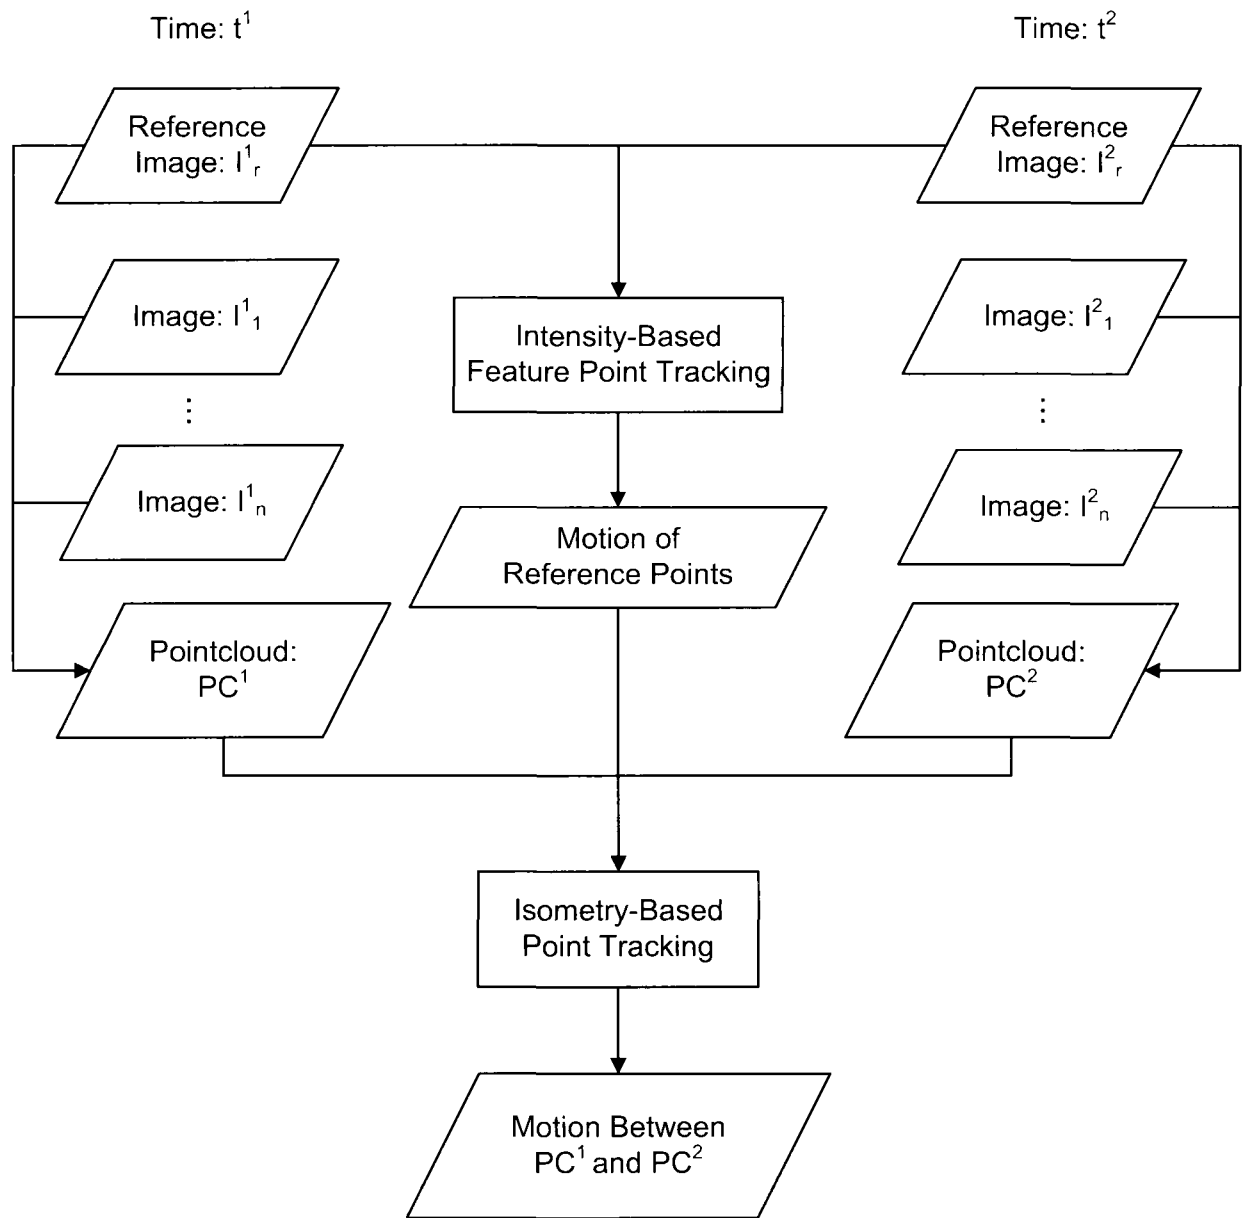 Time: t¹
Time: t²
Reference
Image: I¹ᵣ
Reference
Image: I²ᵣ
Image: I¹₁
Intensity-Based
Feature Point Tracking
Image: I²₁
⋮
⋮
Image: I¹ₙ
Image: I²ₙ
Motion of
Reference Points
Pointcloud:
PC¹
Pointcloud:
PC²
Isometry-Based
Point Tracking
Motion Between
PC¹ and PC²